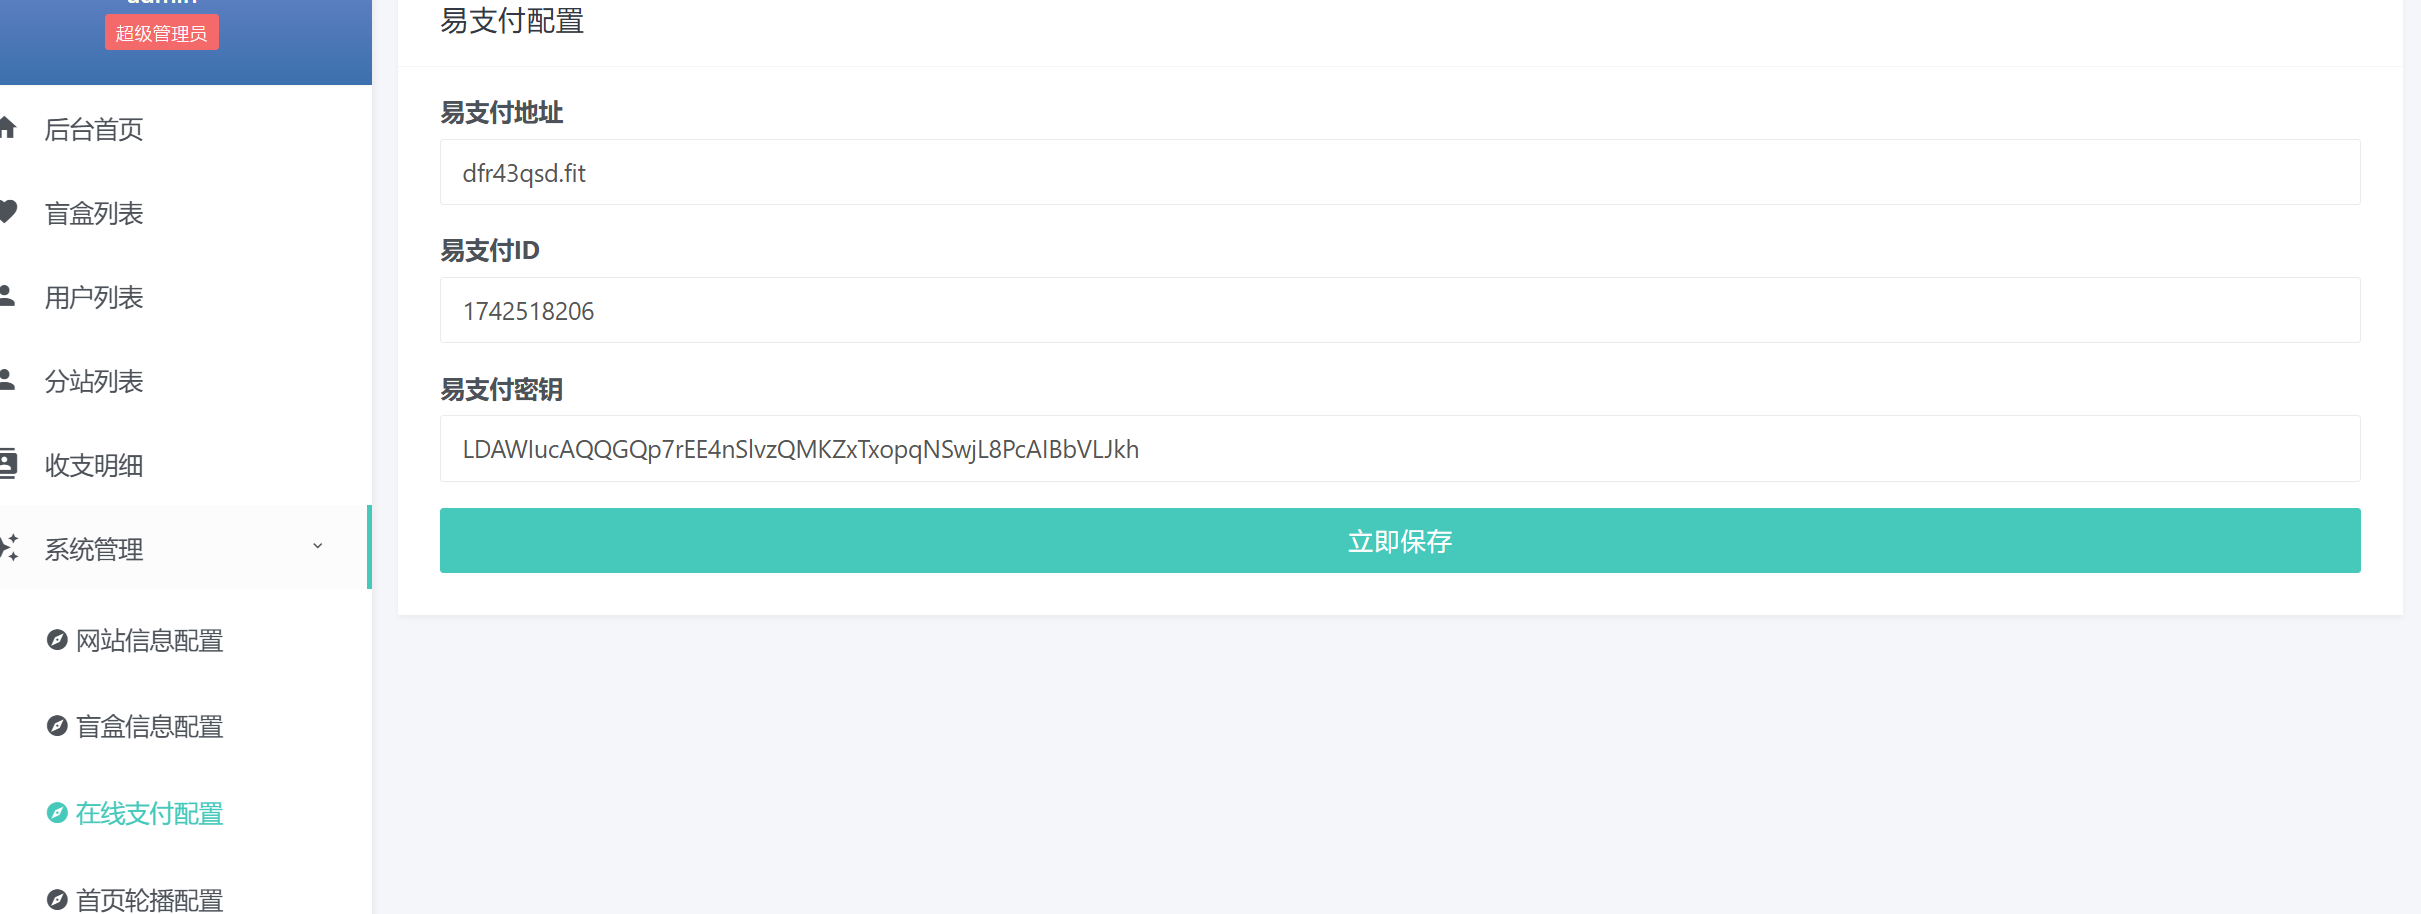 admin
超级管理员
后台首页
盲盒列表
用户列表
分站列表
收支明细
系统管理
网站信息配置
盲盒信息配置
在线支付配置
首页轮播配置
易支付配置
易支付地址
dfr43qsd.fit
易支付ID
1742518206
易支付密钥
LDAWIucAQQGQp7rEE4nSlvzQMKZxTxopqNSwjL8PcAIBbVLJkh
立即保存